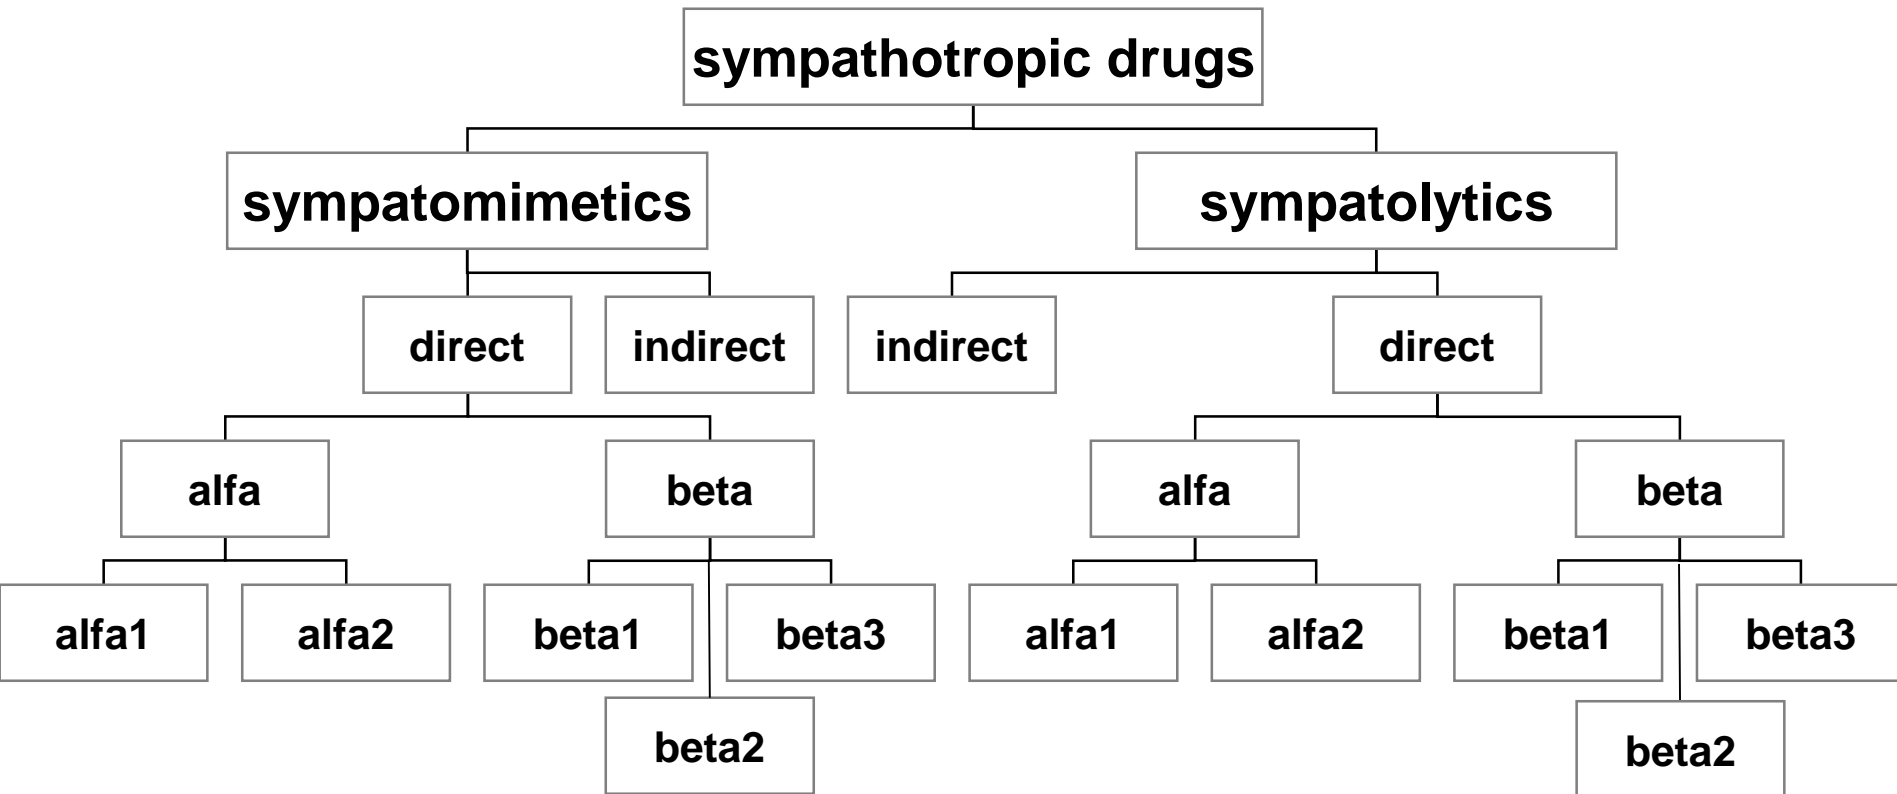 sympathotropic drugs
sympatomimetics
sympatolytics
direct
indirect
indirect
direct
alfa
beta
alfa
beta
alfa1
alfa2
beta1
beta3
alfa1
alfa2
beta1
beta3
beta2
beta2